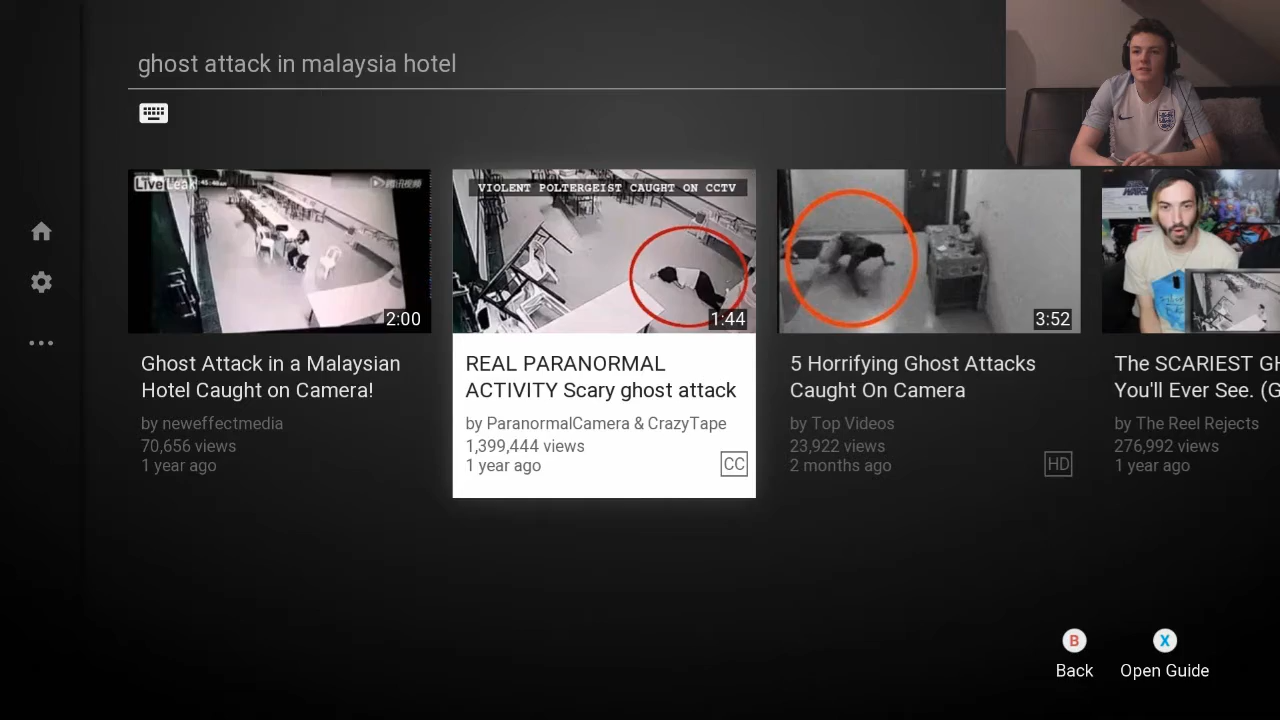 ghost attack in malaysia hotel
LiveLeak
2:00
Ghost Attack in a Malaysian
Hotel Caught on Camera!
by neweffectmedia
70,656 views
1 year ago
VIOLENT POLTERGEIST CAUGHT ON CCTV
1:44
REAL PARANORMAL
ACTIVITY Scary ghost attack
by ParanormalCamera & CrazyTape
1,399,444 views
1 year ago
CC
3:52
5 Horrifying Ghost Attacks
Caught On Camera
by Top Videos
23,922 views
2 months ago
HD
The SCARIEST GH
You'll Ever See. (G
by The Reel Rejects
276,992 views
1 year ago
B
X
Back
Open Guide